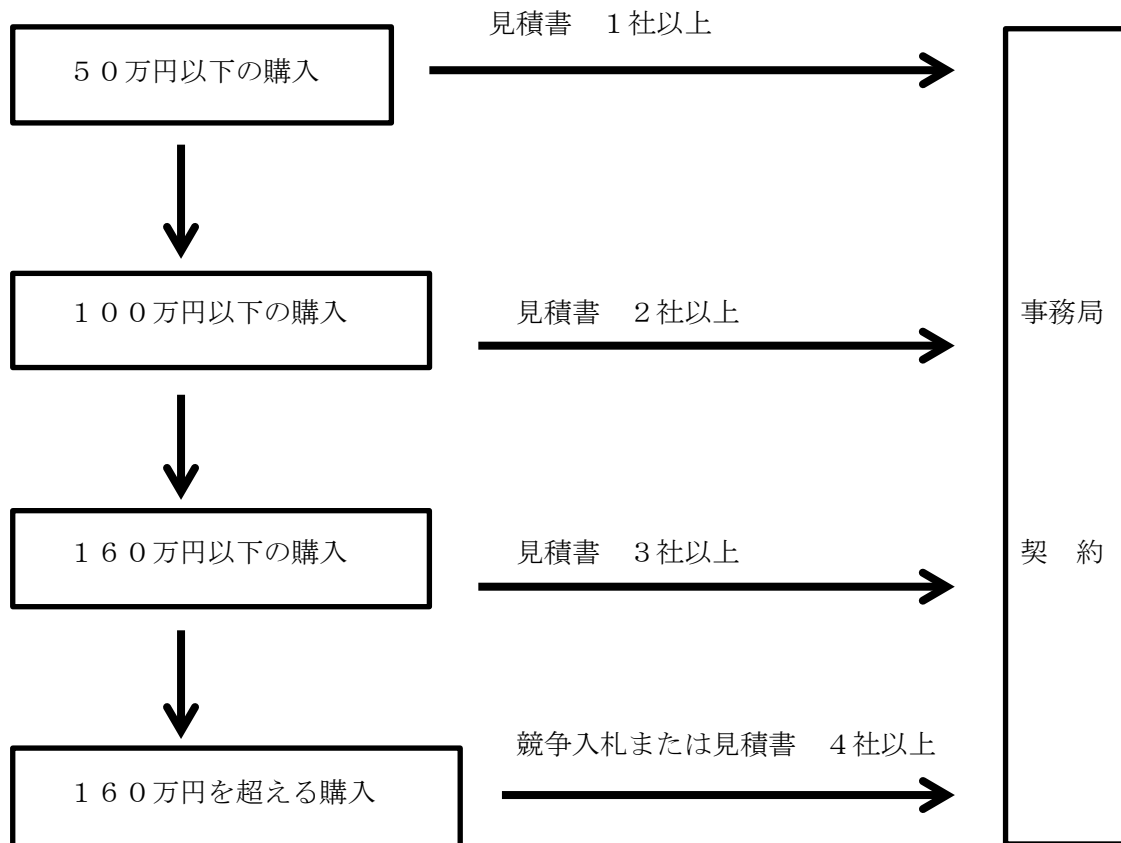 見積書　１社以上
５０万円以下の購入
１００万円以下の購入
見積書　２社以上
事務局
１６０万円以下の購入
見積書　３社以上
契　約
競争入札または見積書　４社以上
１６０万円を超える購入